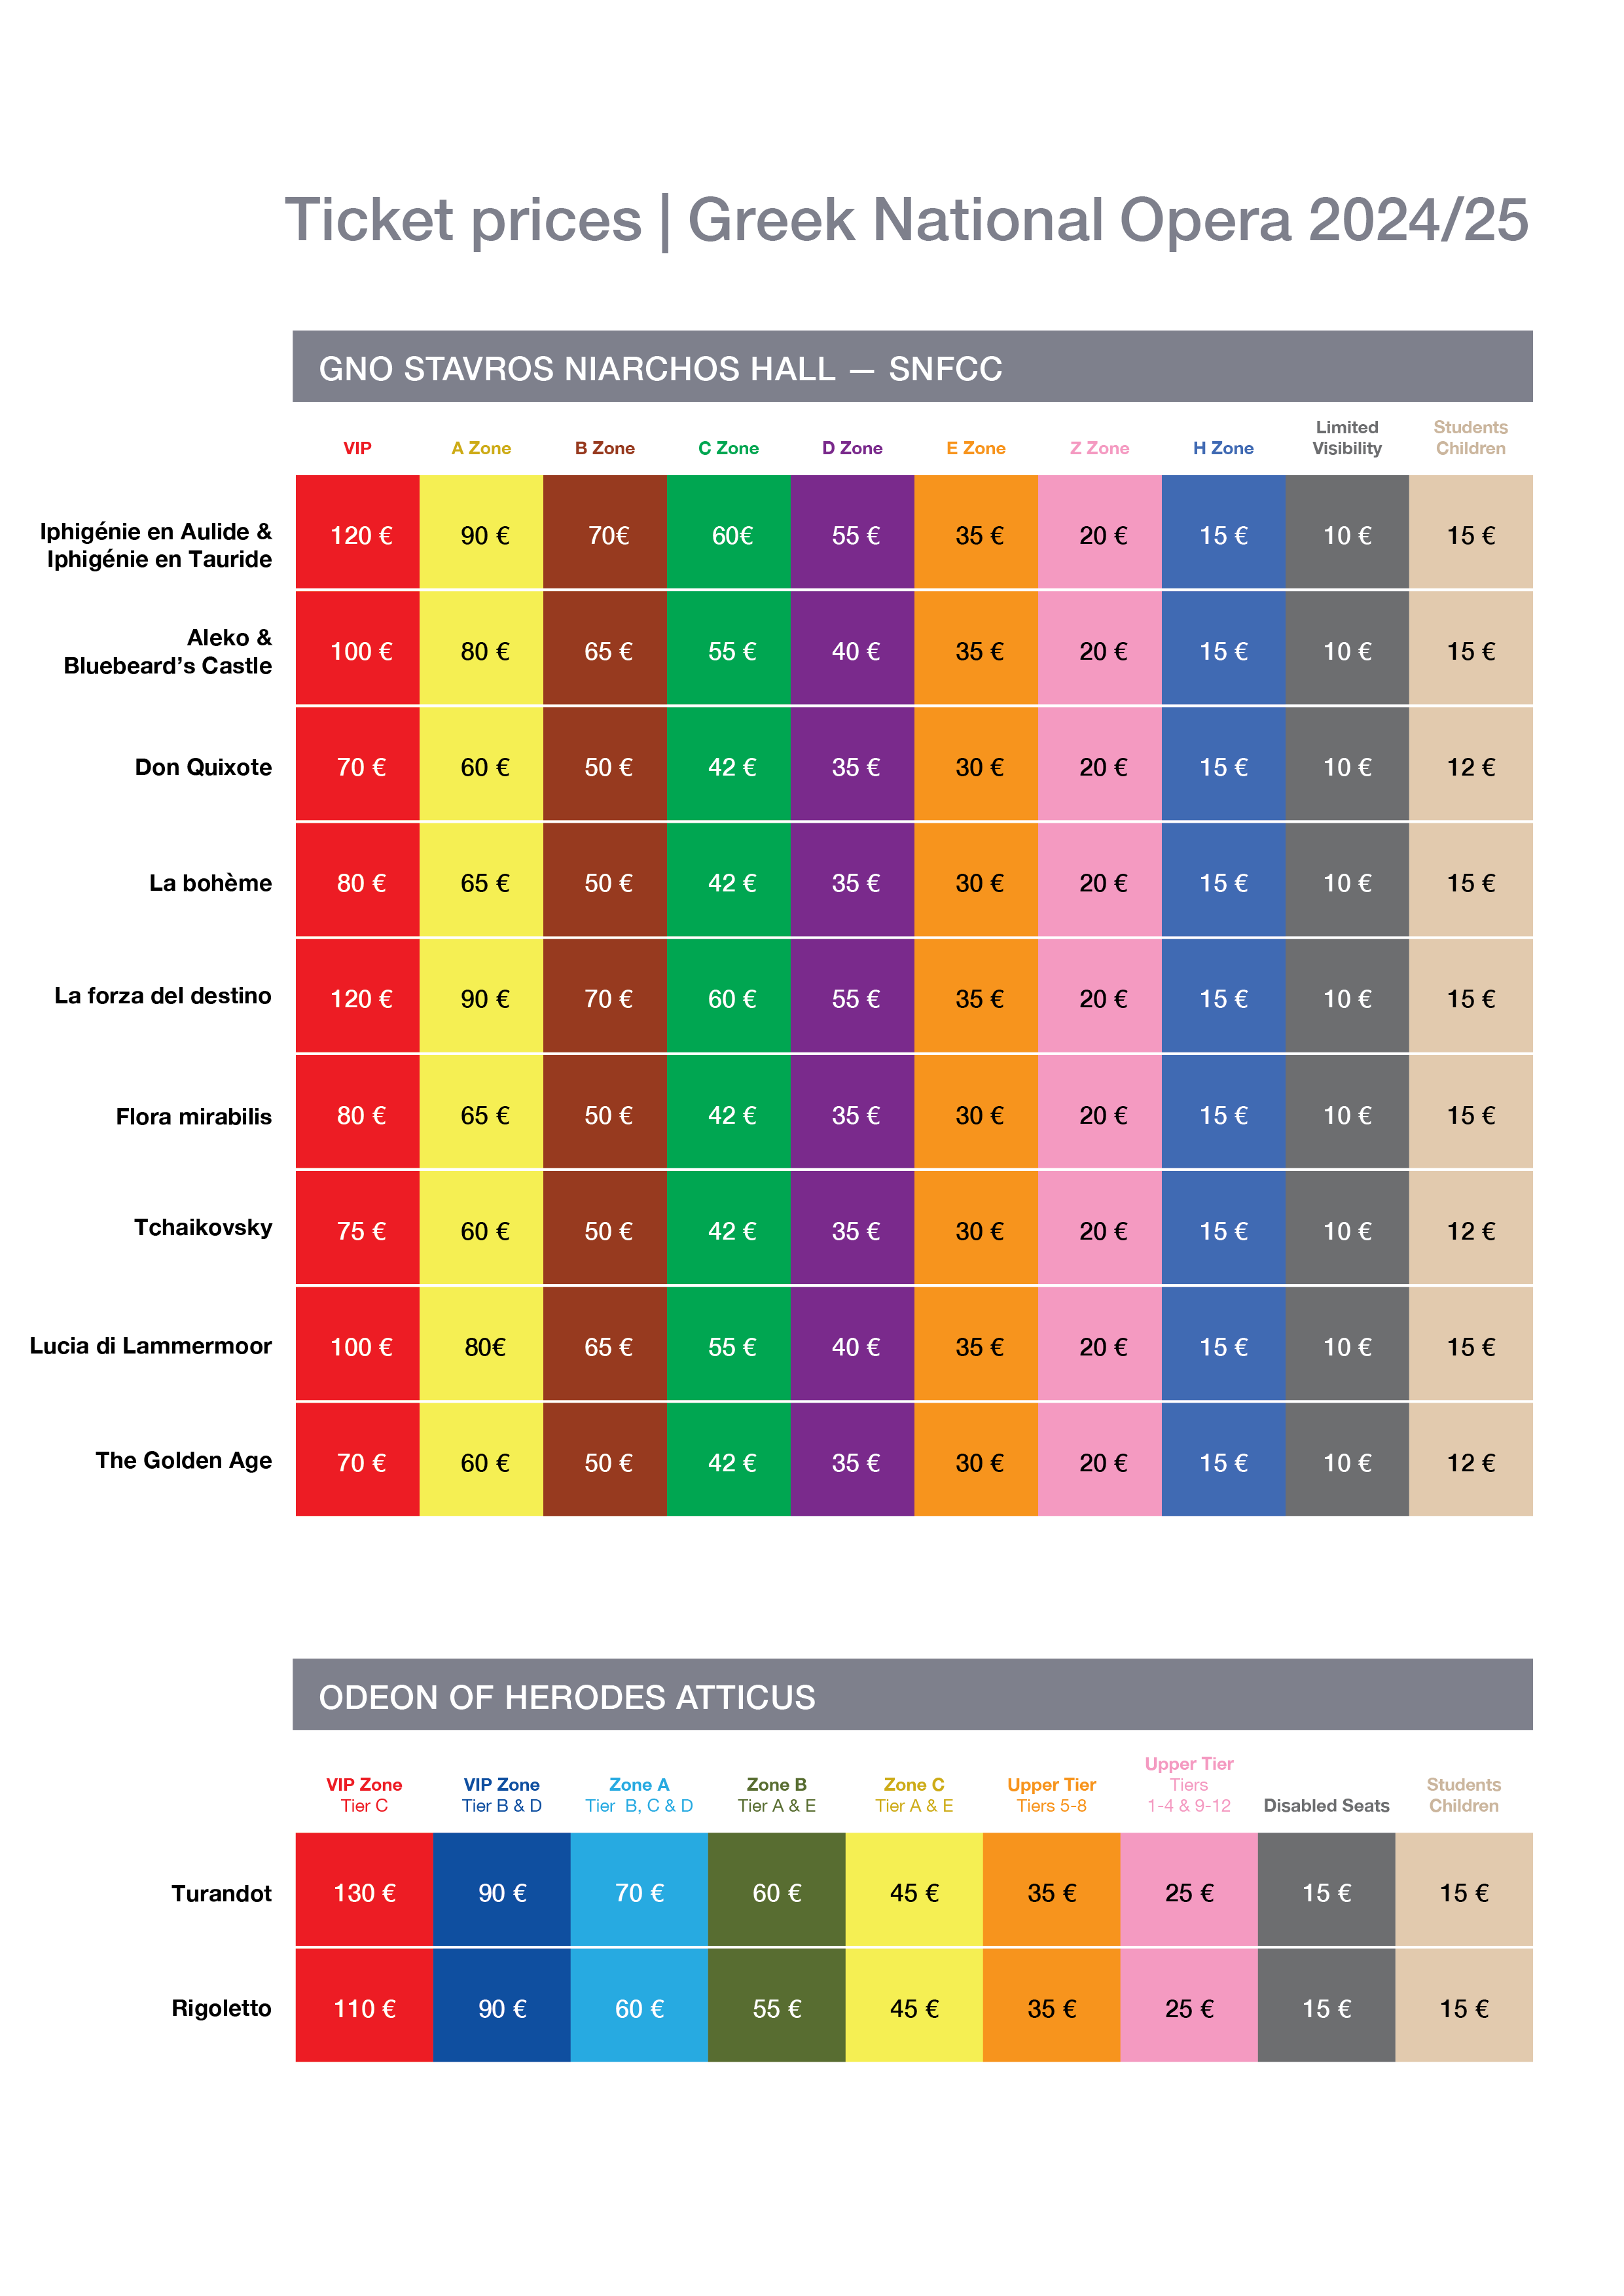 Ticket prices | Greek National Opera 2024/25
GNO STAVROS NIARCHOS HALL — SNFCC
VIP A Zone B Zone C Zone D Zone E Zone Z Zone H Zone Limited Visibility Students Children
Iphigénie en Aulide &
Iphigénie en Tauride
120 € 90 € 70€ 60€ 55 € 35 € 20 € 15 € 10 € 15 €
Aleko &
Bluebeard’s Castle
100 € 80 € 65 € 55 € 40 € 35 € 20 € 15 € 10 € 15 €
Don Quixote 70 € 60 € 50 € 42 € 35 € 30 € 20 € 15 € 10 € 12 €
La bohème 80 € 65 € 50 € 42 € 35 € 30 € 20 € 15 € 10 € 15 €
La forza del destino 120 € 90 € 70 € 60 € 55 € 35 € 20 € 15 € 10 € 15 €
Flora mirabilis 80 € 65 € 50 € 42 € 35 € 30 € 20 € 15 € 10 € 15 €
Tchaikovsky 75 € 60 € 50 € 42 € 35 € 30 € 20 € 15 € 10 € 12 €
Lucia di Lammermoor 100 € 80€ 65 € 55 € 40 € 35 € 20 € 15 € 10 € 15 €
The Golden Age 70 € 60 € 50 € 42 € 35 € 30 € 20 € 15 € 10 € 12 €
ODEON OF HERODES ATTICUS
VIP Zone
Tier C
VIP Zone
Tier B & D
Zone A
Tier B, C & D
Zone B
Tier A & E
Zone C
Tier A & E
Upper Tier
Tiers 5-8
Upper Tier
Tiers
1-4 & 9-12
Disabled Seats
Students
Children
Turandot 130 € 90 € 70 € 60 € 45 € 35 € 25 € 15 € 15 €
Rigoletto 110 € 90 € 60 € 55 € 45 € 35 € 25 € 15 € 15 €